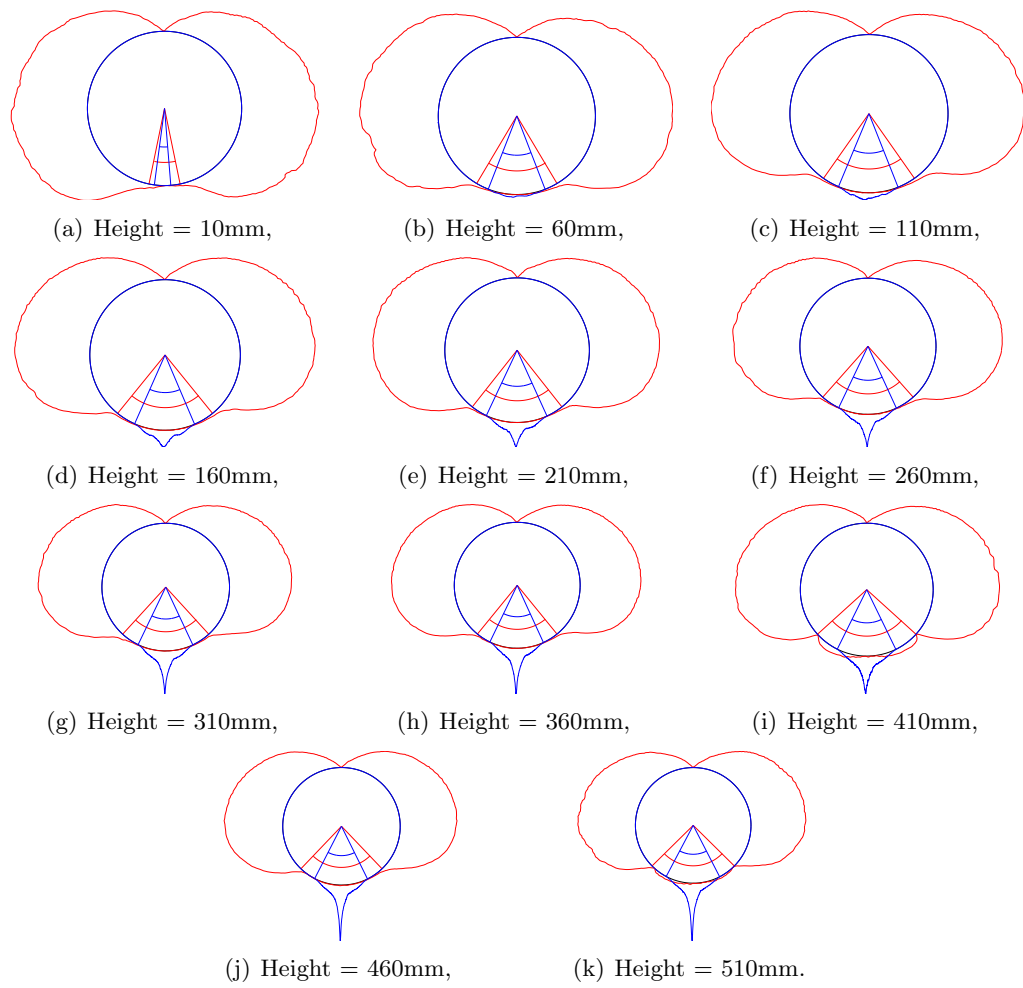 (a) Height = 10mm,
(b) Height = 60mm,
(c) Height = 110mm,
(d) Height = 160mm,
(e) Height = 210mm,
(f) Height = 260mm,
(g) Height = 310mm,
(h) Height = 360mm,
(i) Height = 410mm,
(j) Height = 460mm,
(k) Height = 510mm.